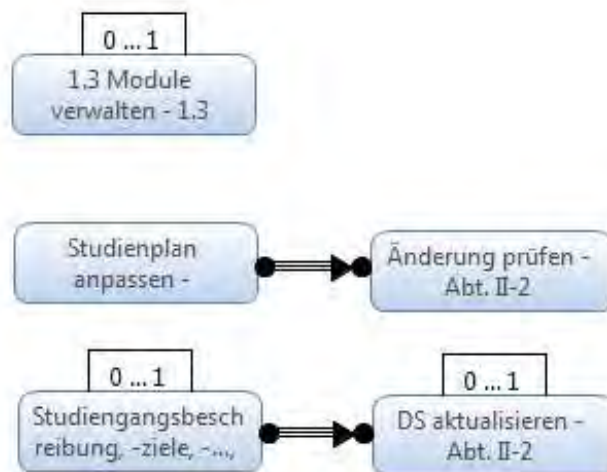 0 ... 1
1.3 Module
verwalten - 1.3
Studienplan
anpassen -
Änderung prüfen -
Abt. II-2
0 ... 1
Studiengangsbesch
reibung, -ziele, -...,
0 ... 1
DS aktualisieren -
Abt. II-2